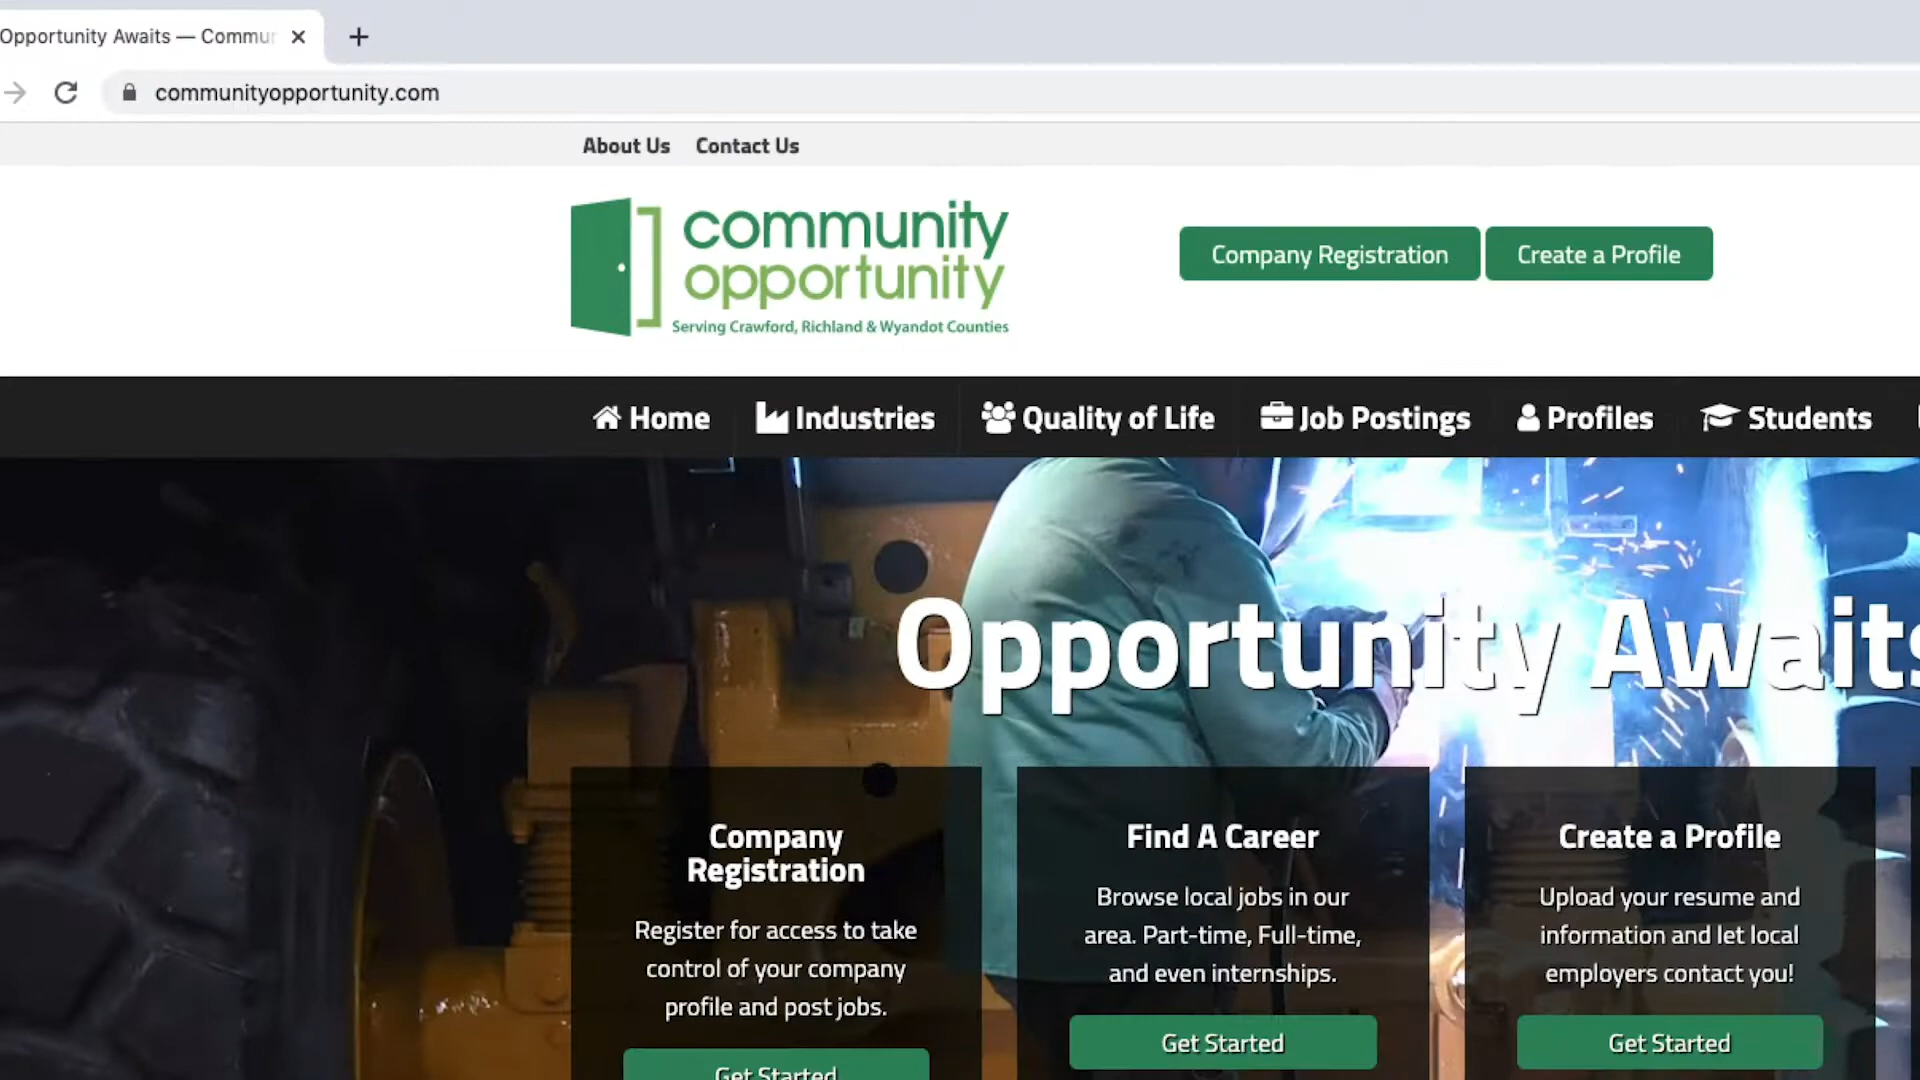 Opportunity Awaits — Commun
communityopportunity.com
About Us Contact Us
community
opportunity
Serving Crawford, Richland & Wyandot Counties
Company Registration Create a Profile
Home Industries Quality of Life Job Postings Profiles Students
Opportunity Awaits
Company
Registration
Register for access to take
control of your company
profile and post jobs.
Get Started
Find A Career
Browse local jobs in our
area. Part-time, Full-time,
and even internships.
Get Started
Create a Profile
Upload your resume and
information and let local
employers contact you!
Get Started